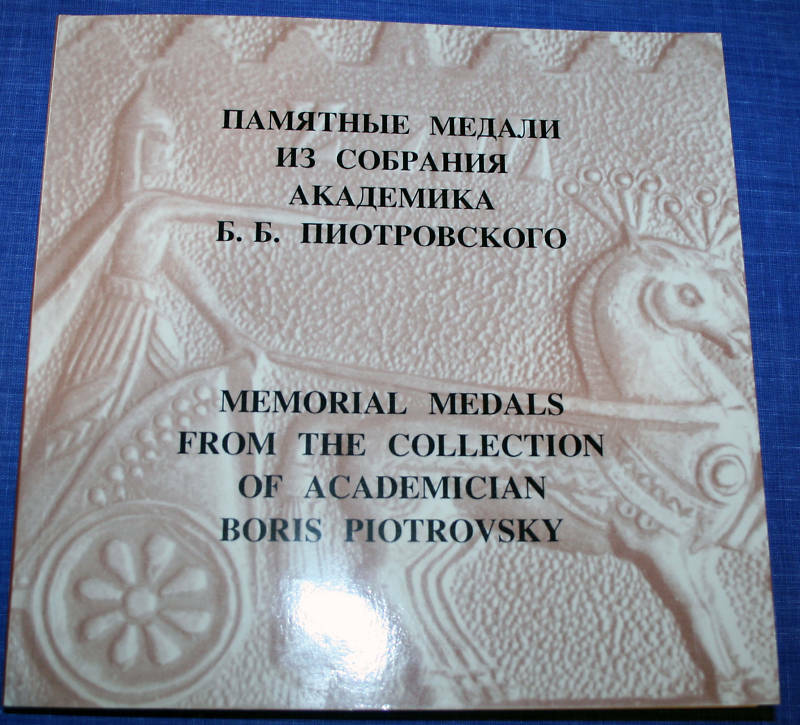 ПАМЯТНЫЕ МЕДАЛИ
ИЗ СОБРАНИЯ
АКАДЕМИКА
Б. Б. ПИОТРОВСКОГО
MEMORIAL MEDALS
FROM THE COLLECTION
OF ACADEMICIAN
BORIS PIOTROVSKY